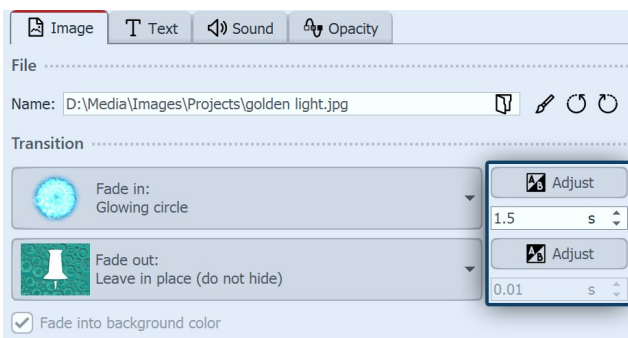 Image Text Sound Opacity
File
Name: D:\Media\Images\Projects\golden light.jpg
Transition
Fade in:
Glowing circle
Adjust
1.5 s
Fade out:
Leave in place (do not hide)
Adjust
0.01 s
Fade into background color